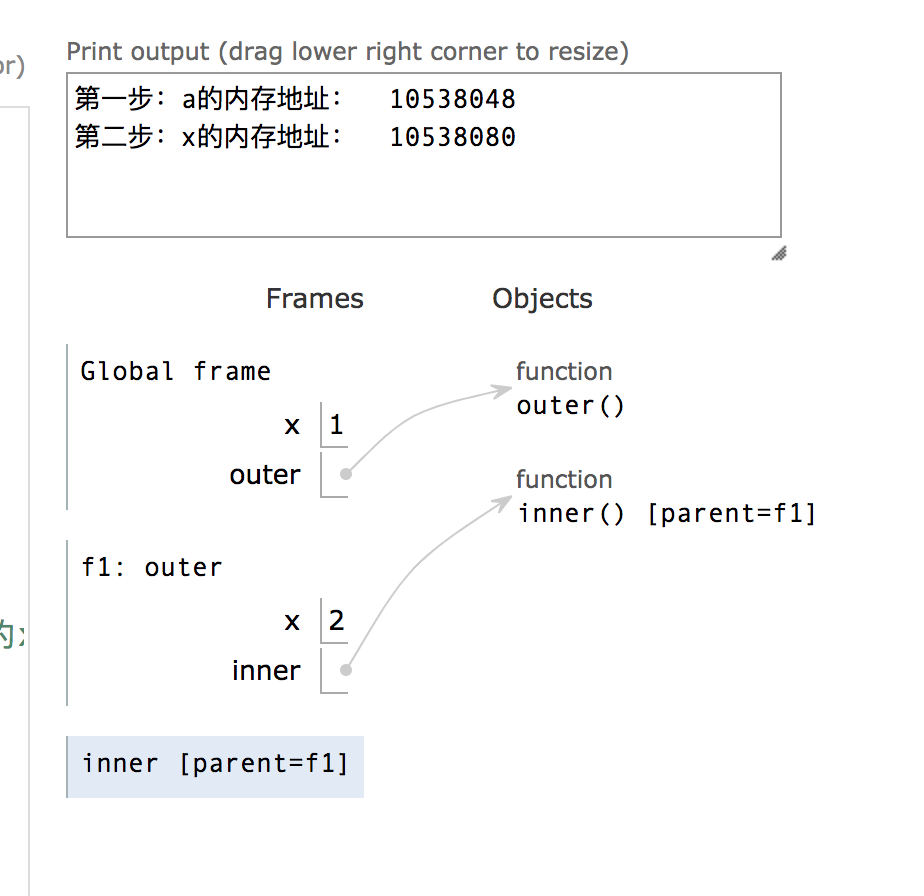 or)
Print output (drag lower right corner to resize)
第一步：a的内存地址： 10538048
第二步：x的内存地址： 10538080
Frames Objects
Global frame
x 1
outer
function
outer()
function
inner() [parent=f1]
f1: outer
x 2
inner
的x
inner [parent=f1]